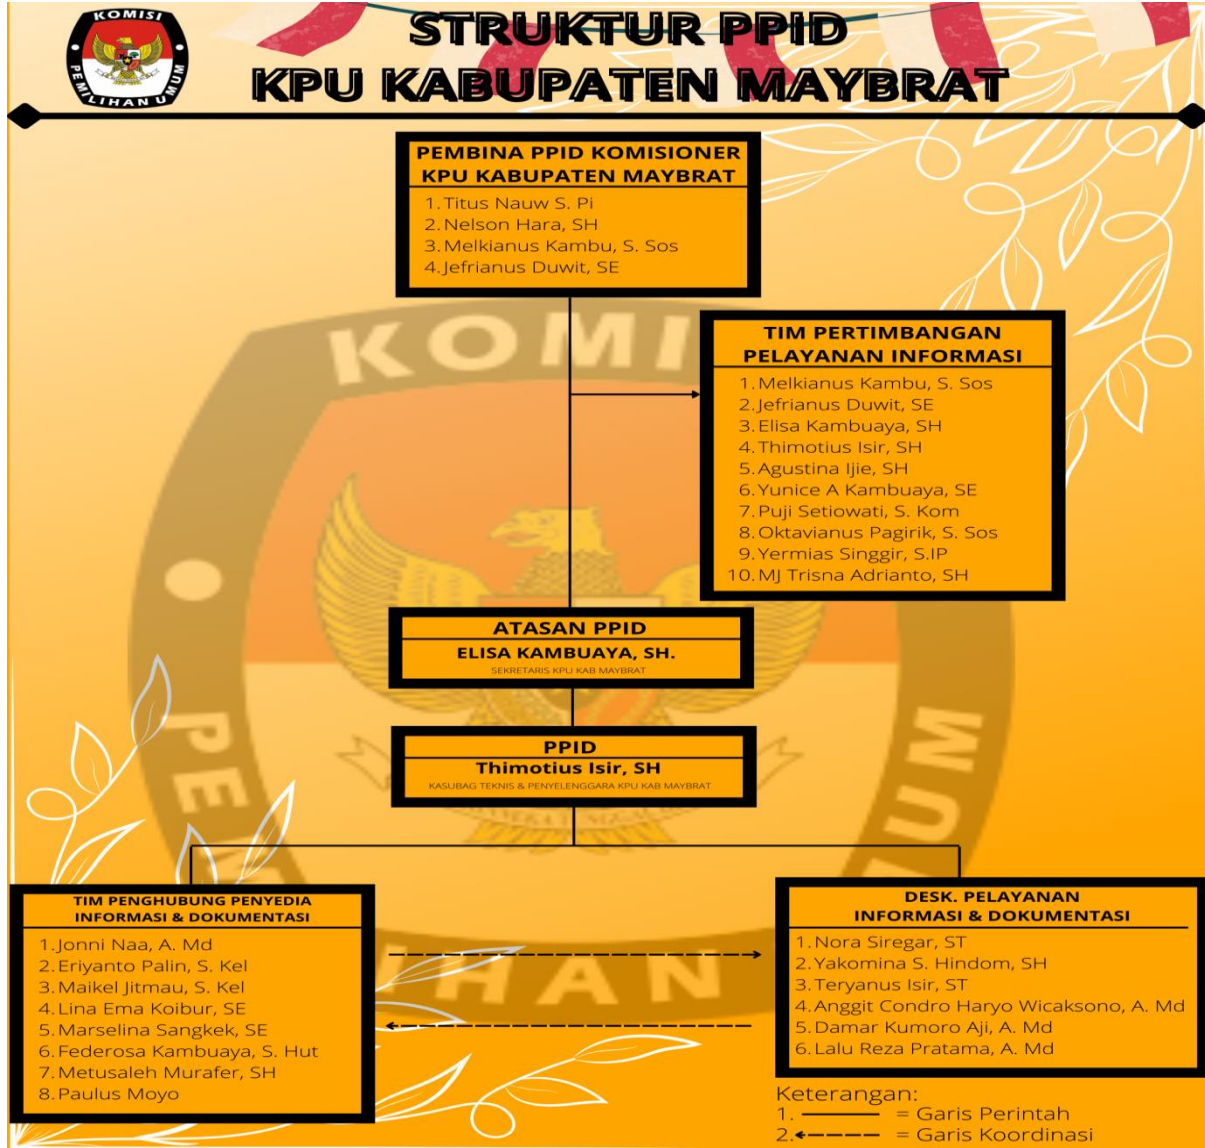 KOMISI
PEMILIHAN UMUM
STRUKTUR PPID
KPU KABUPATEN MAYBRAT
PEMBINA PPID KOMISIONER
KPU KABUPATEN MAYBRAT
1. Titus Nauw S. Pi
2. Nelson Hara, SH
3. Melkianus Kambu, S. Sos
4. Jefrianus Duwit, SE
TIM PERTIMBANGAN
PELAYANAN INFORMASI
1. Melkianus Kambu, S. Sos
2. Jefrianus Duwit, SE
3. Elisa Kambuaya, SH
4. Thimotius Isir, SH
5. Agustina Ijie, SH
6. Yunice A Kambuaya, SE
7. Puji Setiowati, S. Kom
8. Oktavianus Pagirik, S. Sos
9. Yermias Singgir, S.IP
10. MJ Trisna Adrianto, SH
ATASAN PPID
ELISA KAMBUAYA, SH.
SEKRETARIS KPU KAB MAYBRAT
PPID
Thimotius Isir, SH
KASUBAG TEKNIS & PENYELENGGARA KPU KAB MAYBRAT
TIM PENGHUBUNG PENYEDIA
INFORMASI & DOKUMENTASI
1. Jonni Naa, A. Md
2. Eriyanto Palin, S. Kel
3. Maikel Jitmau, S. Kel
4. Lina Ema Koibur, SE
5. Marselina Sangkek, SE
6. Federosa Kambuaya, S. Hut
7. Metusaleh Murafer, SH
8. Paulus Moyo
DESK. PELAYANAN
INFORMASI & DOKUMENTASI
1. Nora Siregar, ST
2. Yakomina S. Hindom, SH
3. Teryanus Isir, ST
4. Anggit Condro Haryo Wicaksono, A. Md
5. Damar Kumoro Aji, A. Md
6. Lalu Reza Pratama, A. Md
Keterangan:
1. = Garis Perintah
2. = Garis Koordinasi